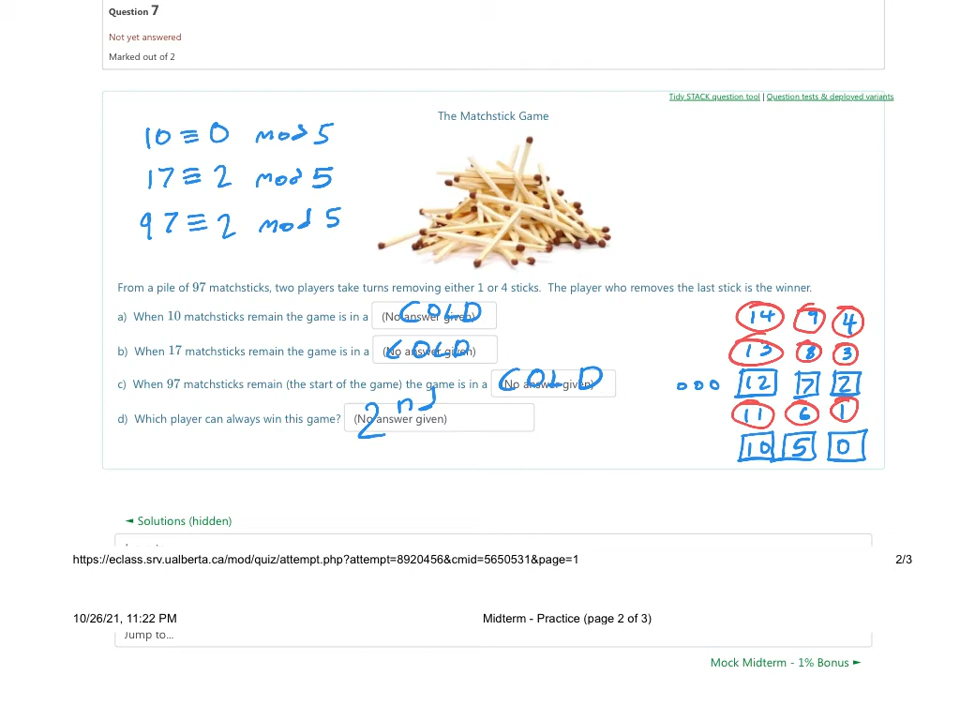 Question 7
Not yet answered
Marked out of 2
Tidy STACK question tool | Question tests & deployed variants
The Matchstick Game
10 ≡ 0 mod 5
17 ≡ 2 mod 5
97 ≡ 2 mod 5
From a pile of 97 matchsticks, two players take turns removing either 1 or 4 sticks. The player who removes the last stick is the winner.
a) When 10 matchsticks remain the game is in a (No answer given) COLD
b) When 17 matchsticks remain the game is in a (No answer given) COLD
c) When 97 matchsticks remain (the start of the game) the game is in a (No answer given) COLD
d) Which player can always win this game? (No answer given) 2nd
14 9 4
13 8 3
ooo 12 7 2
11 6 1
10 5 0
◄ Solutions (hidden)
https://eclass.srv.ualberta.ca/mod/quiz/attempt.php?attempt=8920456&cmid=5650531&page=1 2/3
10/26/21, 11:22 PM Midterm - Practice (page 2 of 3)
Jump to...
Mock Midterm - 1% Bonus ►